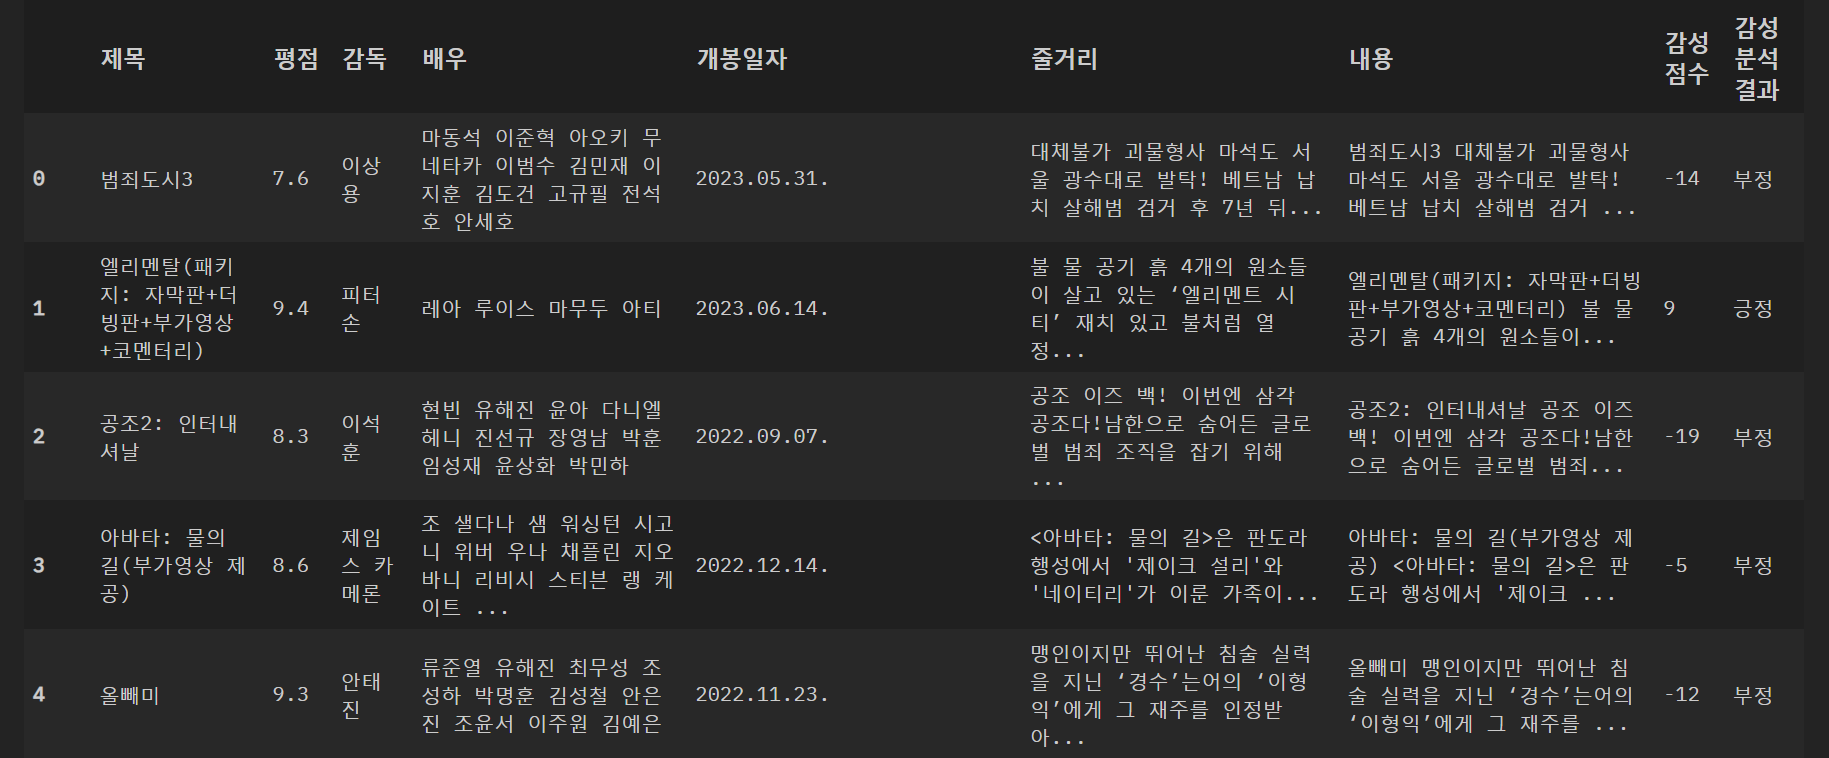 제목 평점 감독 배우 개봉일자 줄거리 내용 감성 점수 감성 분석 결과
0
범죄도시3
7.6
이상
용
마동석 이준혁 아오키 무
네타카 이범수 김민재 이
지훈 김도건 고규필 전석
호 안세호
2023.05.31.
대체불가 괴물형사 마석도 서
울 광수대로 발탁! 베트남 납
치 살해범 검거 후 7년 뒤...
범죄도시3 대체불가 괴물형사
마석도 서울 광수대로 발탁!
베트남 납치 살해범 검거 ...
-14
부정
1
엘리멘탈(패키
지: 자막판+더
빙판+부가영상
+코멘터리)
9.4
피터
손
레아 루이스 마무두 아티
2023.06.14.
불 물 공기 흙 4개의 원소들
이 살고 있는 ‘엘리멘트 시
티’ 재치 있고 불처럼 열
정...
엘리멘탈(패키지: 자막판+더빙
판+부가영상+코멘터리) 불 물
공기 흙 4개의 원소들이...
9
긍정
2
공조2: 인터내
셔날
8.3
이석
훈
현빈 유해진 윤아 다니엘
헤니 진선규 장영남 박훈
임성재 윤상화 박민하
2022.09.07.
공조 이즈 백! 이번엔 삼각
공조다!남한으로 숨어든 글로
벌 범죄 조직을 잡기 위해
...
공조2: 인터내셔날 공조 이즈
백! 이번엔 삼각 공조다!남한
으로 숨어든 글로벌 범죄...
-19
부정
3
아바타: 물의
길(부가영상 제
공)
8.6
제임
스 카
메론
조 샐다나 샘 워싱턴 시고
니 위버 우나 채플린 지오
바니 리비시 스티븐 랭 케
이트 ...
2022.12.14.
<아바타: 물의 길>은 판도라
행성에서 '제이크 설리'와
'네이티리'가 이룬 가족이...
아바타: 물의 길(부가영상 제
공) <아바타: 물의 길>은 판
도라 행성에서 '제이크 ...
-5
부정
4
올빼미
9.3
안태
진
류준열 유해진 최무성 조
성하 박명훈 김성철 안은
진 조윤서 이주원 김예은
2022.11.23.
맹인이지만 뛰어난 침술 실력
을 지닌 ‘경수’는어의 ‘이형
익’에게 그 재주를 인정받
아...
올빼미 맹인이지만 뛰어난 침
술 실력을 지닌 ‘경수’는어의
‘이형익’에게 그 재주를 ...
-12
부정